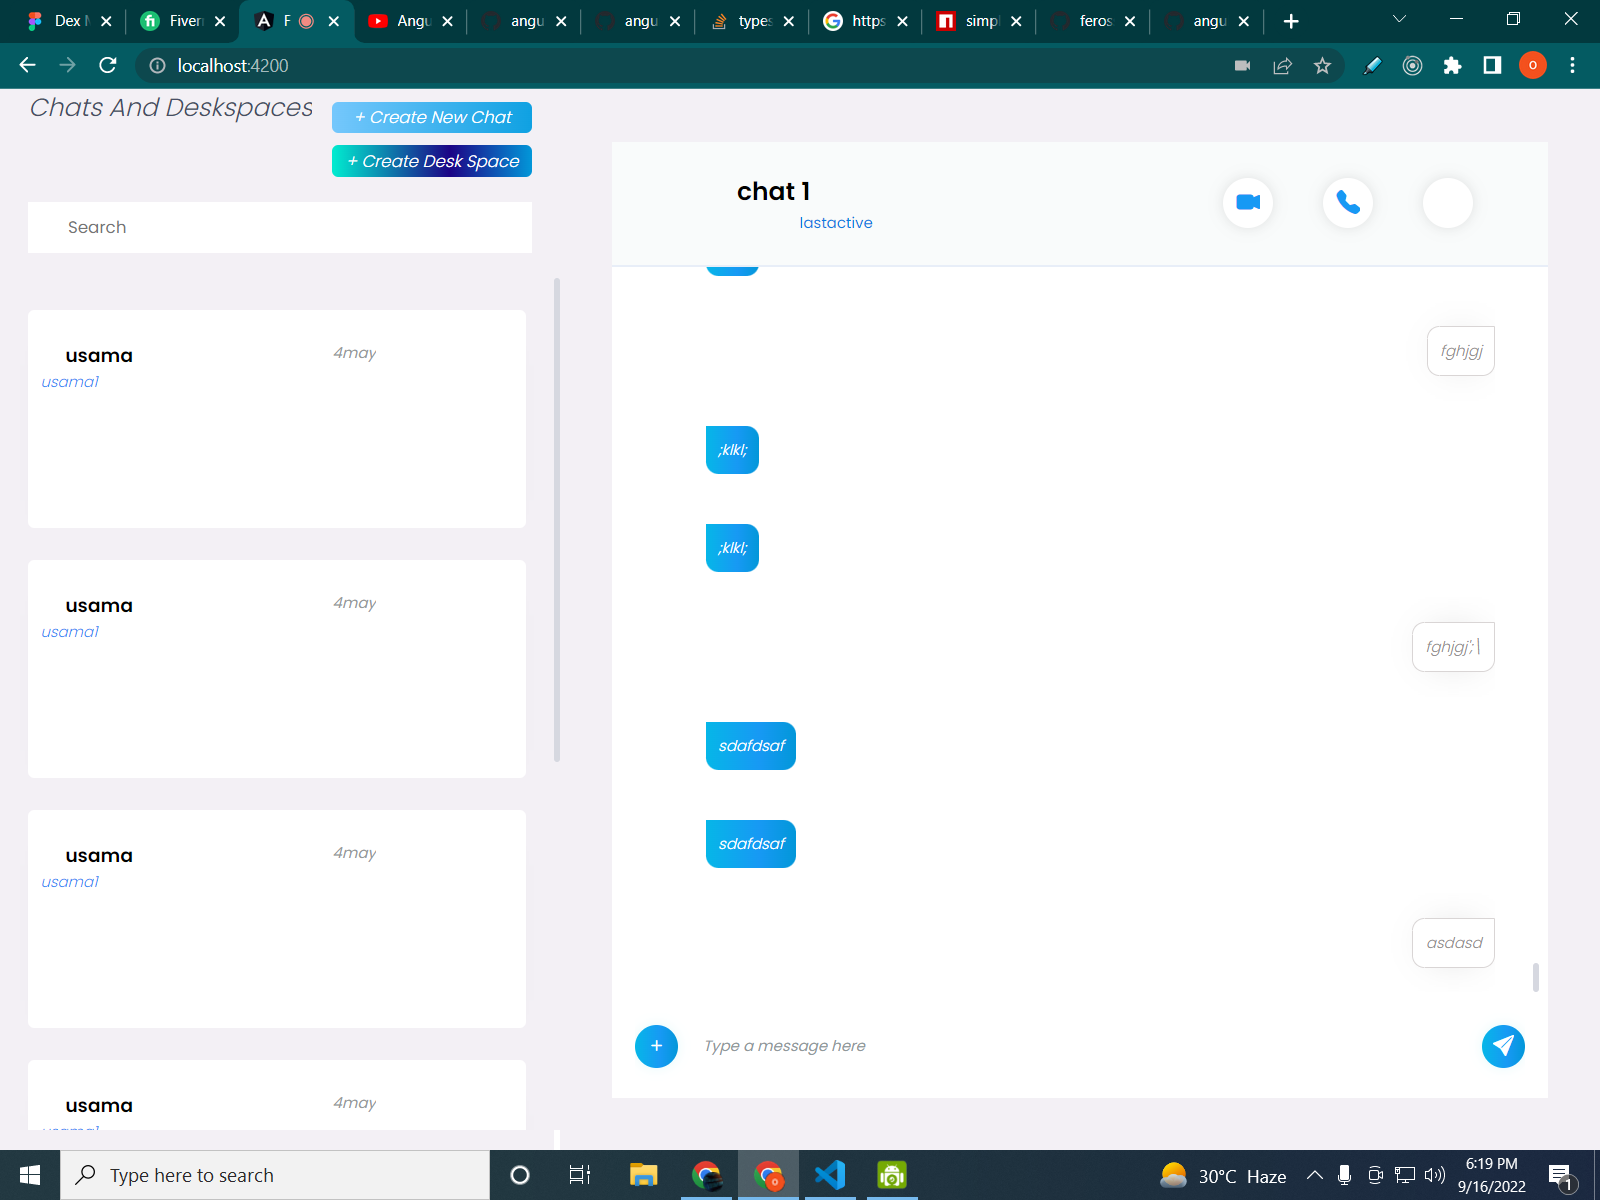 Dex M
Fiverr
F
Angu
angu
angu
types
https
simpl
feros
angu
localhost:4200
Chats And Deskspaces
+ Create New Chat
+ Create Desk Space
Search
usama
4may
usama1
usama
4may
usama1
usama
4may
usama1
usama
4may
usama1
chat 1
lastactive
fghjgj
;klkl;
;klkl;
fghjgj';\
sdafdsaf
sdafdsaf
asdasd
+
Type a message here
Type here to search
30°C Haze
6:19 PM
9/16/2022
1